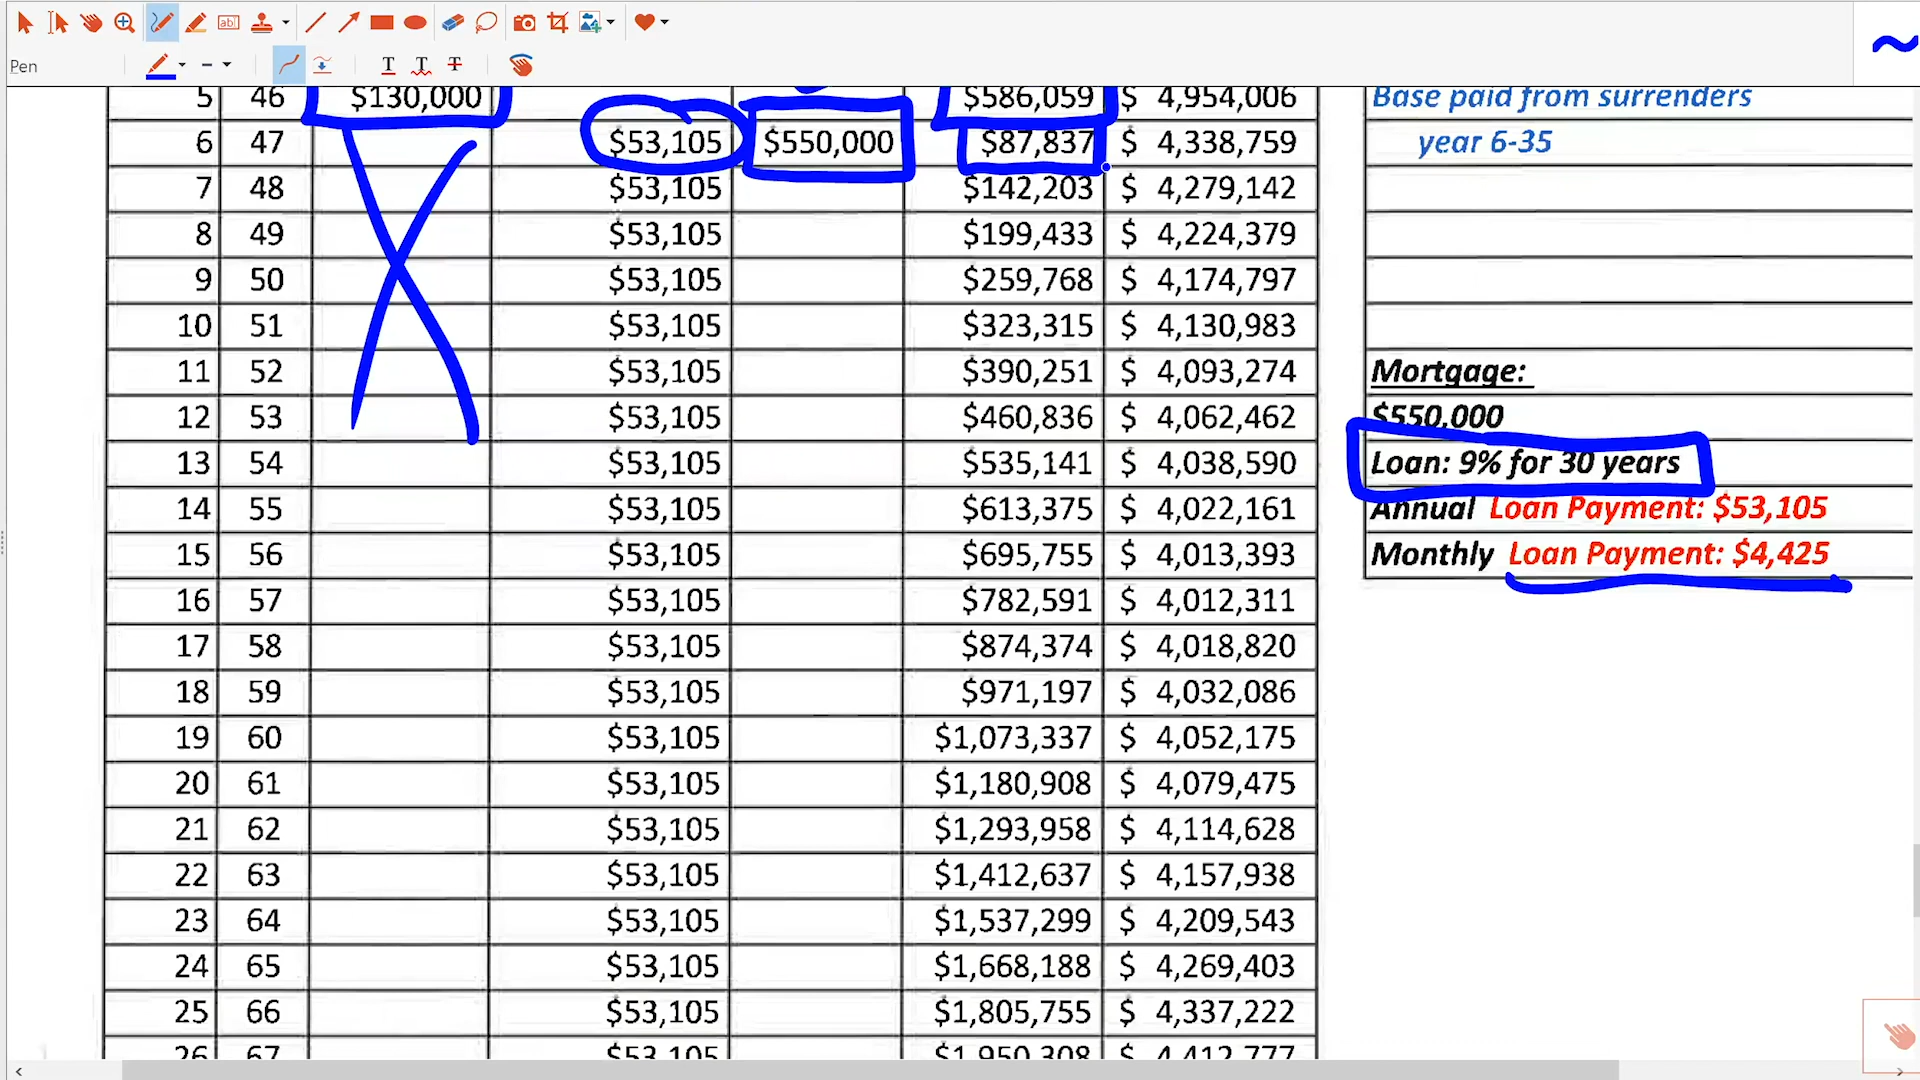 Pen
5 46 $130,000 $586,059 $ 4,954,006 Base paid from surrenders
6 47 $53,105 $550,000 $87,837 $ 4,338,759 year 6-35
7 48 $53,105 $142,203 $ 4,279,142
8 49 $53,105 $199,433 $ 4,224,379
9 50 $53,105 $259,768 $ 4,174,797
10 51 $53,105 $323,315 $ 4,130,983
11 52 $53,105 $390,251 $ 4,093,274 Mortgage:
12 53 $53,105 $460,836 $ 4,062,462 $550,000
13 54 $53,105 $535,141 $ 4,038,590 Loan: 9% for 30 years
14 55 $53,105 $613,375 $ 4,022,161 Annual Loan Payment: $53,105
15 56 $53,105 $695,755 $ 4,013,393 Monthly Loan Payment: $4,425
16 57 $53,105 $782,591 $ 4,012,311
17 58 $53,105 $874,374 $ 4,018,820
18 59 $53,105 $971,197 $ 4,032,086
19 60 $53,105 $1,073,337 $ 4,052,175
20 61 $53,105 $1,180,908 $ 4,079,475
21 62 $53,105 $1,293,958 $ 4,114,628
22 63 $53,105 $1,412,637 $ 4,157,938
23 64 $53,105 $1,537,299 $ 4,209,543
24 65 $53,105 $1,668,188 $ 4,269,403
25 66 $53,105 $1,805,755 $ 4,337,222
26 67 $53,105 $1,950,308 $ 4,412,777